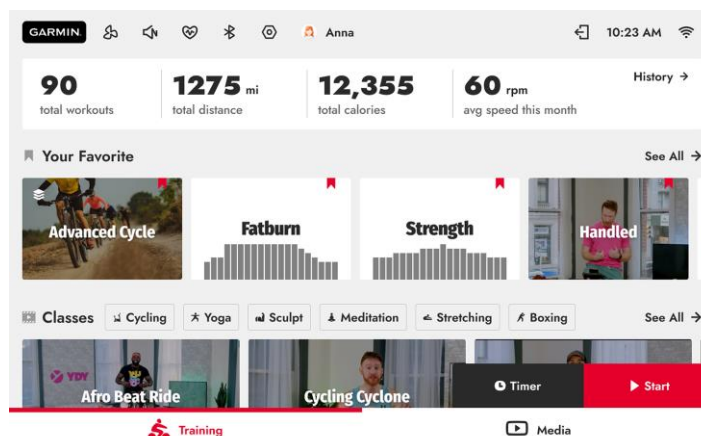 GARMIN. Anna 10:23 AM
90 1275 mi 12,355 60 rpm History →
total workouts total distance total calories avg speed this month
Your Favorite See All →
Advanced Cycle Fatburn Strength Handled
Classes Cycling Yoga Sculpt Meditation Stretching Boxing See All →
YDY
Timer Start
Afro Beat Ride Cycling Cyclone
Training Media